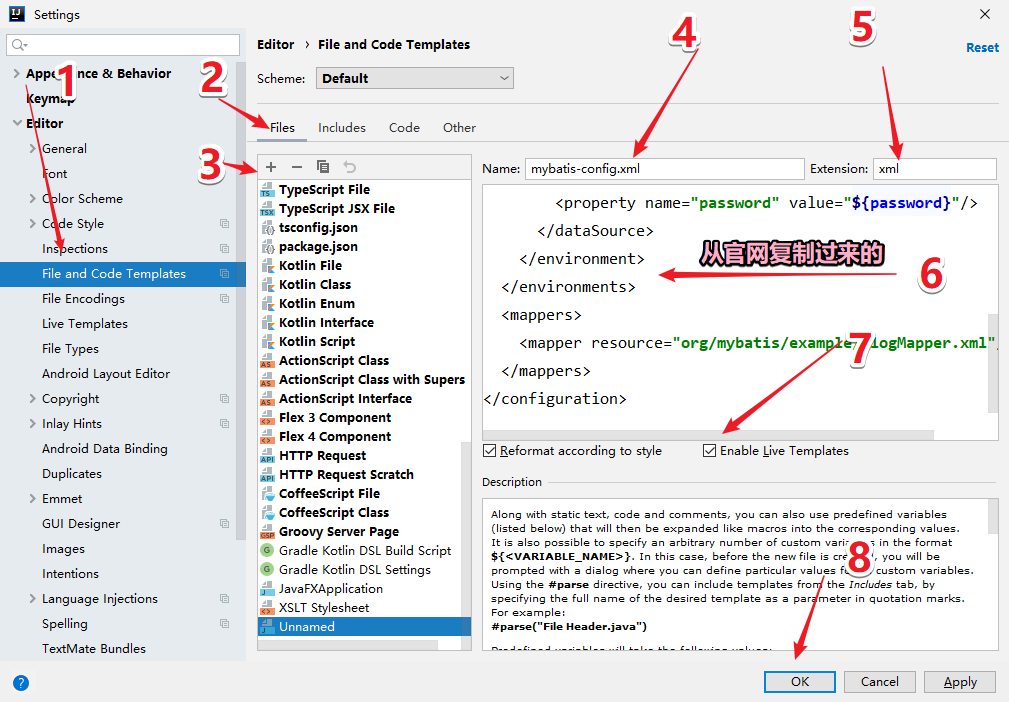 Settings
Appearance & Behavior
Keymap
Editor
General
Font
Color Scheme
Code Style
Inspections
File and Code Templates
File Encodings
Live Templates
File Types
Android Layout Editor
Copyright
Inlay Hints
Android Data Binding
Duplicates
Emmet
GUI Designer
Images
Intentions
Language Injections
Spelling
TextMate Bundles
1
Editor › File and Code Templates
Reset
Scheme: Default
2
4
5
Files Includes Code Other
3
TypeScript File
TypeScript JSX File
tsconfig.json
package.json
Kotlin File
Kotlin Class
Kotlin Enum
Kotlin Interface
Kotlin Script
ActionScript Class
ActionScript Class with Supers
ActionScript Interface
Flex 3 Component
Flex 4 Component
HTTP Request
HTTP Request Scratch
CoffeeScript File
CoffeeScript Class
Groovy Server Page
Gradle Kotlin DSL Build Script
Gradle Kotlin DSL Settings
JavaFXApplication
XSLT Stylesheet
Unnamed
Name: mybatis-config.xml Extension: xml
<property name="password" value="${password}"/>
</dataSource>
</environment>
</environments>
<mappers>
<mapper resource="org/mybatis/example logMapper.xml"
</mappers>
</configuration>
从官网复制过来的
6
7
Reformat according to style
Enable Live Templates
Description
Along with static text, code and comments, you can also use predefined variables
(listed below) that will then be expanded like macros into the corresponding values.
It is also possible to specify an arbitrary number of custom variables in the format
${<VARIABLE_NAME>}. In this case, before the new file is created, you will be
prompted with a dialog where you can define particular values for custom variables.
Using the #parse directive, you can include templates from the Includes tab, by
specifying the full name of the desired template as a parameter in quotation marks.
For example:
#parse("File Header.java")
8
?
OK Cancel Apply